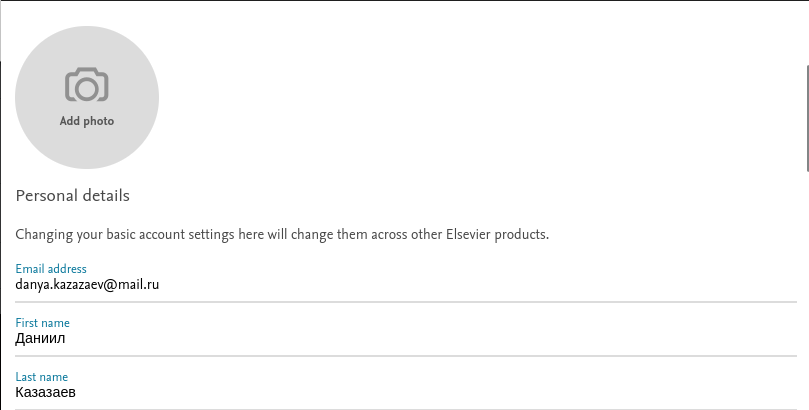 Add photo
Personal details
Changing your basic account settings here will change them across other Elsevier products.
Email address
danya.kazazaev@mail.ru
First name
Даниил
Last name
Казазаев